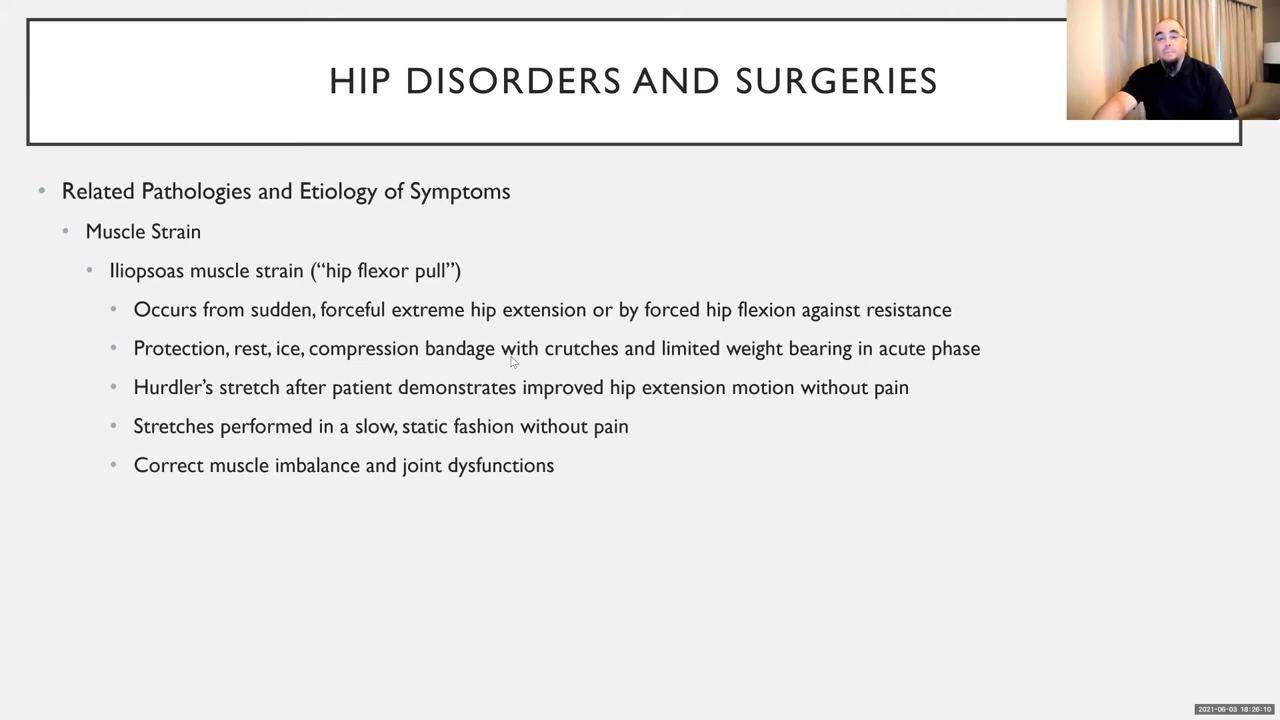 HIP DISORDERS AND SURGERIES
• Related Pathologies and Etiology of Symptoms
• Muscle Strain
• Iliopsoas muscle strain (“hip flexor pull”)
• Occurs from sudden, forceful extreme hip extension or by forced hip flexion against resistance
• Protection, rest, ice, compression bandage with crutches and limited weight bearing in acute phase
• Hurdler’s stretch after patient demonstrates improved hip extension motion without pain
• Stretches performed in a slow, static fashion without pain
• Correct muscle imbalance and joint dysfunctions
2021-06-03 18:26:10